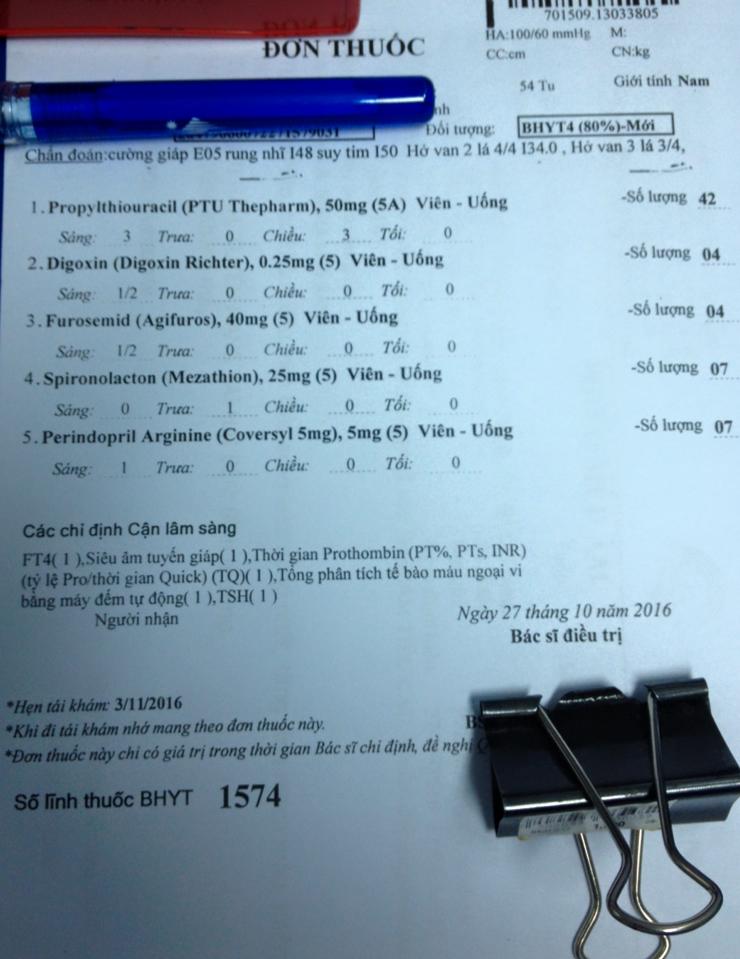 701509.13033805
ĐƠN THUỐC
HA:100/60 mmHg M:
CC:cm CN:kg
54 Tu Giới tính Nam
Đối tượng: BHYT4 (80%)-Mới
Chẩn đoán:cường giáp E05 rung nhĩ I48 suy tim I50 Hở van 2 lá 4/4 I34.0 , Hở van 3 lá 3/4,
1. Propylthiouracil (PTU Thepharm), 50mg (5A) Viên - Uống -Số lượng 42
Sáng: 3 Trưa: 0 Chiều: 3 Tối: 0
2. Digoxin (Digoxin Richter), 0.25mg (5) Viên - Uống -Số lượng 04
Sáng: 1/2 Trưa: 0 Chiều: 0 Tối: 0
3. Furosemid (Agifuros), 40mg (5) Viên - Uống -Số lượng 04
Sáng: 1/2 Trưa: 0 Chiều: 0 Tối: 0
4. Spironolacton (Mezathion), 25mg (5) Viên - Uống -Số lượng 07
Sáng: 0 Trưa: 1 Chiều: 0 Tối: 0
5. Perindopril Arginine (Coversyl 5mg), 5mg (5) Viên - Uống -Số lượng 07
Sáng: 1 Trưa: 0 Chiều: 0 Tối: 0
Các chỉ định Cận lâm sàng
FT4( 1 ),Siêu âm tuyến giáp( 1 ),Thời gian Prothombin (PT%, PTs, INR)
(tỷ lệ Pro/thời gian Quick) (TQ)( 1 ),Tổng phân tích tế bào máu ngoại vi
bằng máy đếm tự động( 1 ),TSH( 1 )
Người nhận
Ngày 27 tháng 10 năm 2016
Bác sĩ điều trị
*Hẹn tái khám: 3/11/2016
*Khi đi tái khám nhớ mang theo đơn thuốc này.
*Đơn thuốc này chỉ có giá trị trong thời gian Bác sĩ chỉ định, đề nghị
Số lĩnh thuốc BHYT 1574